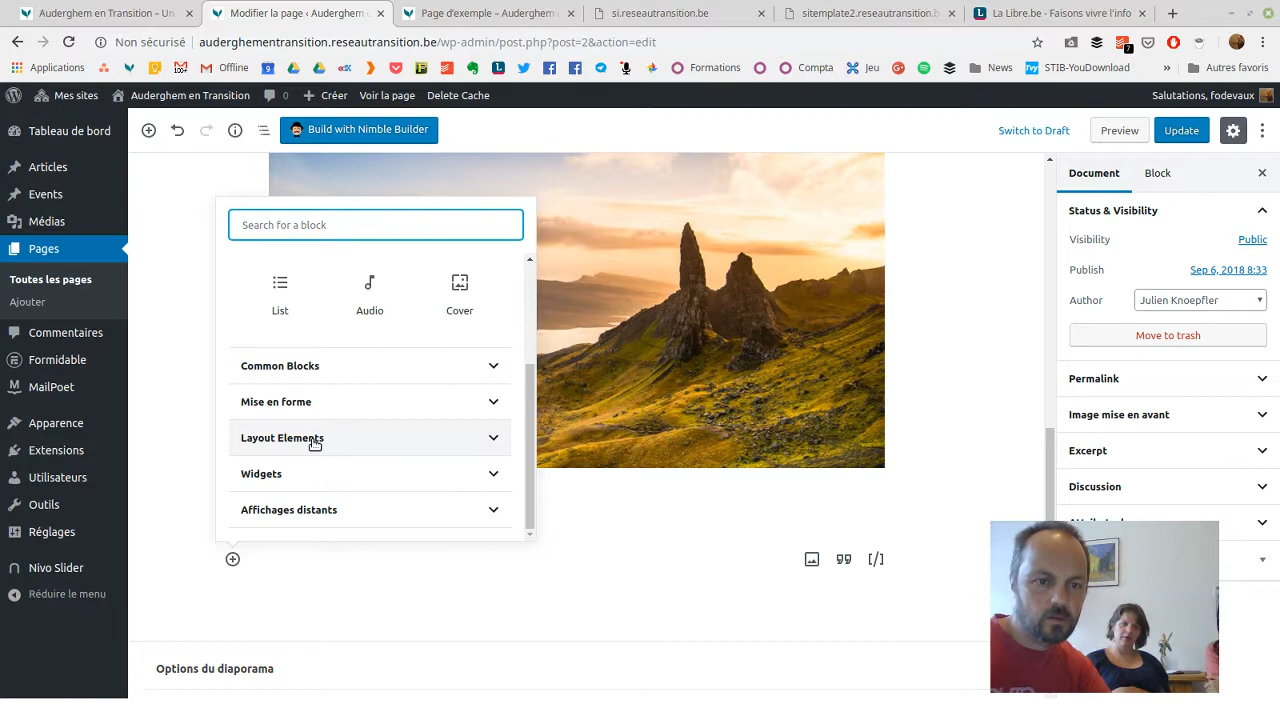 Auderghem en Transition – Un
Modifier la page ‹ Auderghem e
Page d'exemple – Auderghem e
si.reseautransition.be
sitemplate2.reseautransition.b
La Libre.be - Faisons vivre l'info
Non sécurisé
auderghementransition.reseautransition.be/wp-admin/post.php?post=2&action=edit
7
Applications
100+
Offline
9
edX
Formations
Compta
Jeu
News
STIB-YouDownload
»
Autres favoris
Mes sites
Auderghem en Transition
0
Créer
Voir la page
Delete Cache
Salutations, fodevaux
Tableau de bord
Articles
Events
Médias
Pages
Toutes les pages
Ajouter
Commentaires
Formidable
MailPoet
Apparence
Extensions
Utilisateurs
Outils
Réglages
Nivo Slider
Réduire le menu
Build with Nimble Builder
Switch to Draft
Preview
Update
Search for a block
List
Audio
Cover
Common Blocks
Mise en forme
Layout Elements
Widgets
Affichages distants
Options du diaporama
Document
Block
Status & Visibility
Visibility
Public
Publish
Sep 6, 2018 8:33
Author
Julien Knoepfler
Move to trash
Permalink
Image mise en avant
Excerpt
Discussion